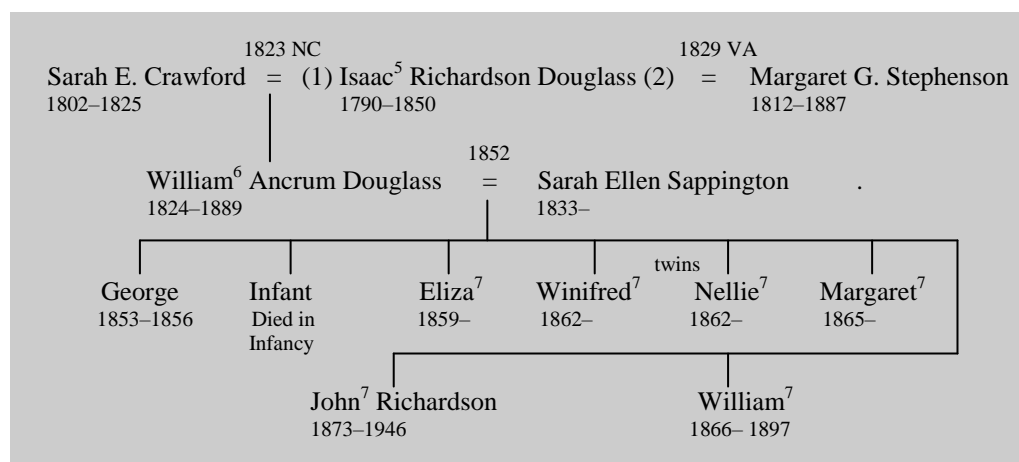 1823 NC 1829 VA
Sarah E. Crawford = (1) Isaac⁵ Richardson Douglass (2) = Margaret G. Stephenson
1802–1825 1790–1850 1812–1887
1852
William⁶ Ancrum Douglass = Sarah Ellen Sappington .
1824–1889 1833–
twins
George Infant Eliza⁷ Winifred⁷ Nellie⁷ Margaret⁷
1853–1856 Died in 1859– 1862– 1862– 1865–
Infancy
John⁷ Richardson William⁷
1873–1946 1866– 1897